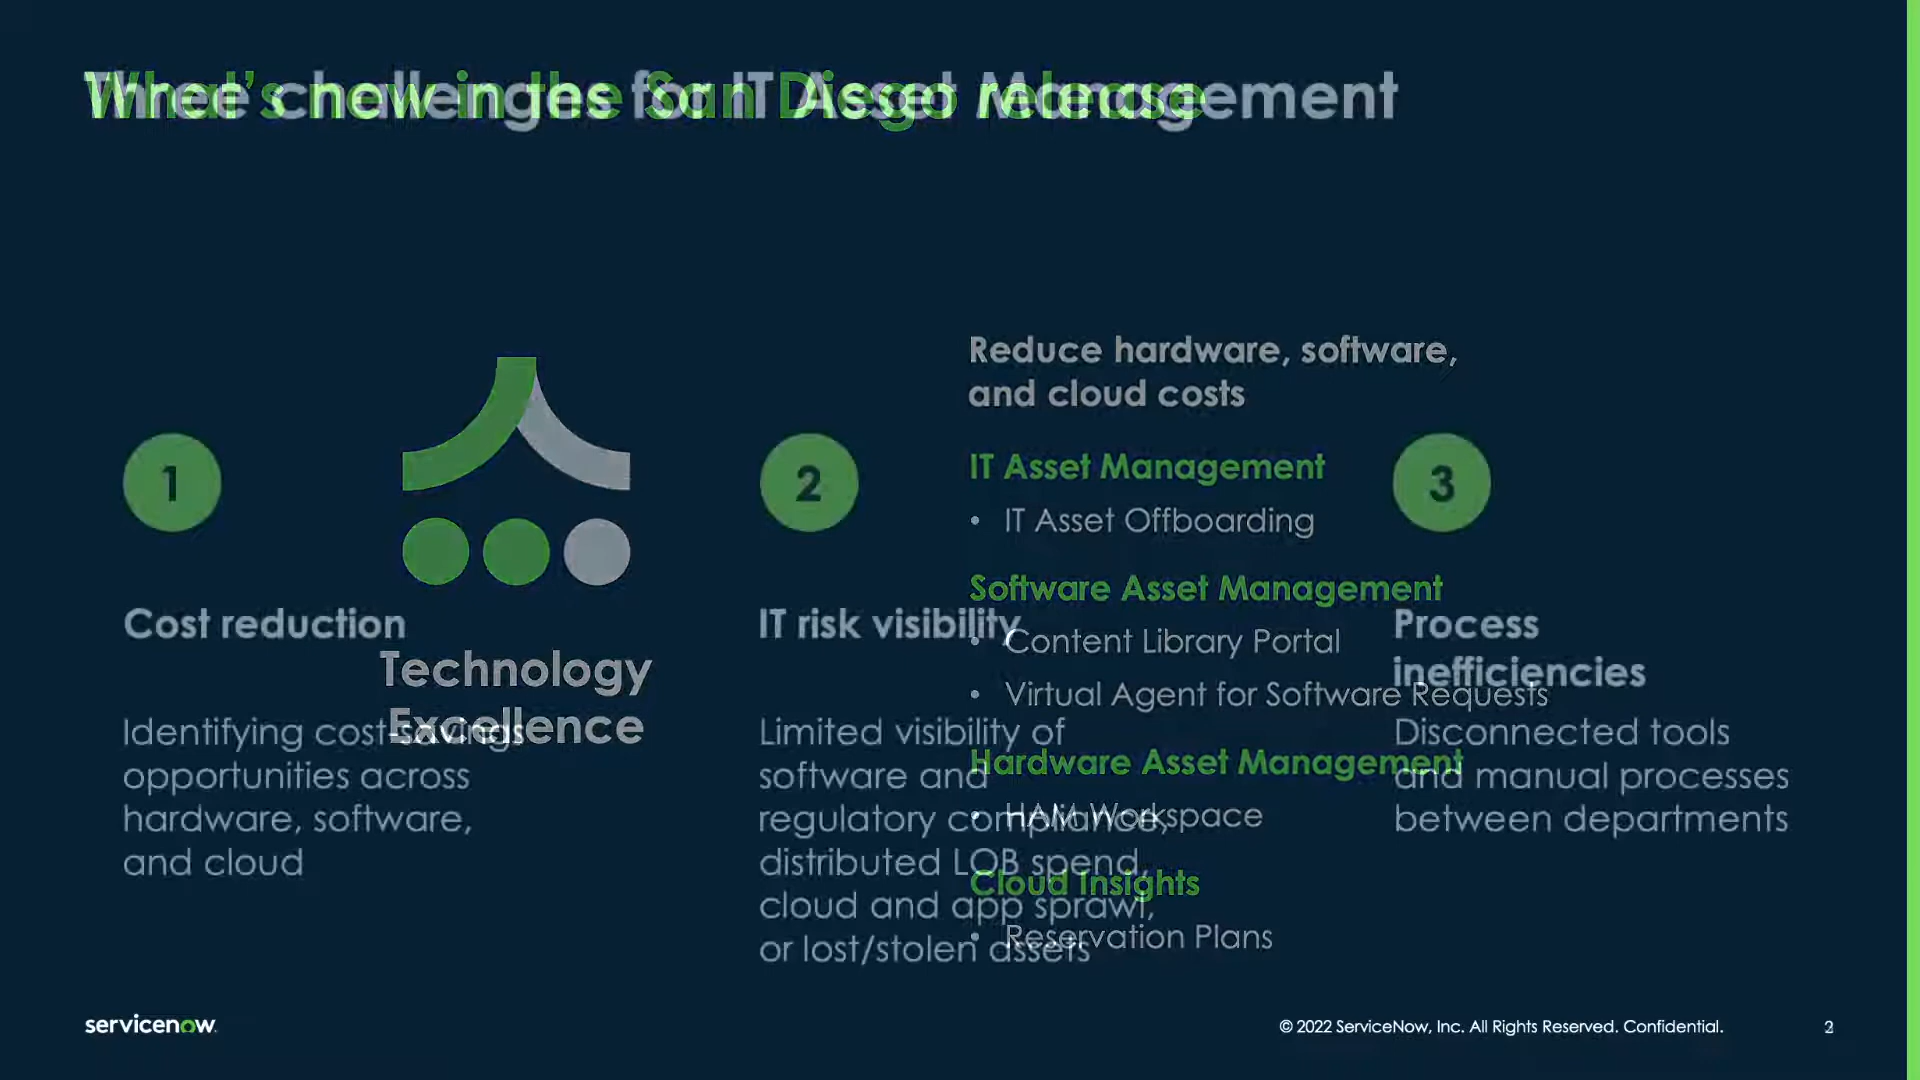 Three challenges for IT Asset Management
What's new in the San Diego release
Reduce hardware, software,
and cloud costs
1
2
3
IT Asset Management
• IT Asset Offboarding
Software Asset Management
• Content Library Portal
• Virtual Agent for Software Requests
Hardware Asset Management
• HAM Workspace
Cloud Insights
• Reservation Plans
Technology
Excellence
Cost reduction
Identifying cost-savings
opportunities across
hardware, software,
and cloud
IT risk visibility
Limited visibility of
software and
regulatory compliance,
distributed LOB spend,
cloud and app sprawl,
or lost/stolen assets
Process
inefficiencies
Disconnected tools
and manual processes
between departments
servicenow
© 2022 ServiceNow, Inc. All Rights Reserved. Confidential.
2